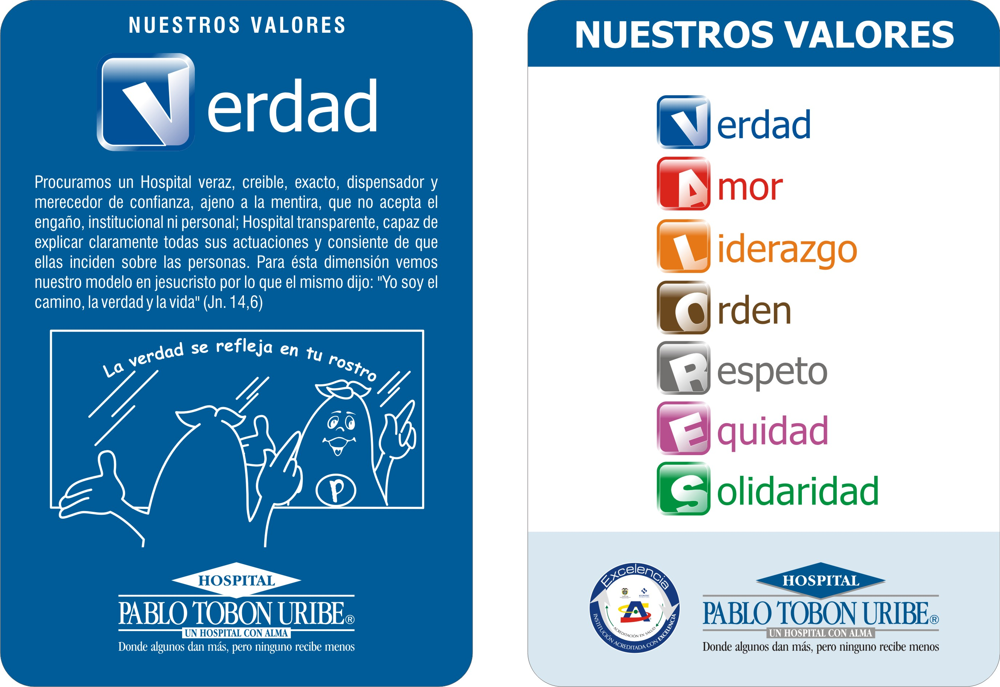 NUESTROS VALORES
Verdad
Procuramos un Hospital veraz, creible, exacto, dispensador y
merecedor de confianza, ajeno a la mentira, que no acepta el
engaño, institucional ni personal; Hospital transparente, capaz de
explicar claramente todas sus actuaciones y consiente de que
ellas inciden sobre las personas. Para ésta dimensión vemos
nuestro modelo en jesucristo por lo que el mismo dijo: "Yo soy el
camino, la verdad y la vida" (Jn. 14,6)
La verdad se refleja en tu rostro
P
HOSPITAL
PABLO TOBON URIBE®
UN HOSPITAL CON ALMA
Donde algunos dan más, pero ninguno recibe menos
NUESTROS VALORES
Verdad
Amor
Liderazgo
Orden
Respeto
Equidad
Solidaridad
Excelencia
ICONTEC
A
ACREDITACIÓN EN SALUD
INSTITUCIÓN ACREDITADA CON EXCELENCIA
HOSPITAL
PABLO TOBON URIBE®
UN HOSPITAL CON ALMA
Donde algunos dan más, pero ninguno recibe menos